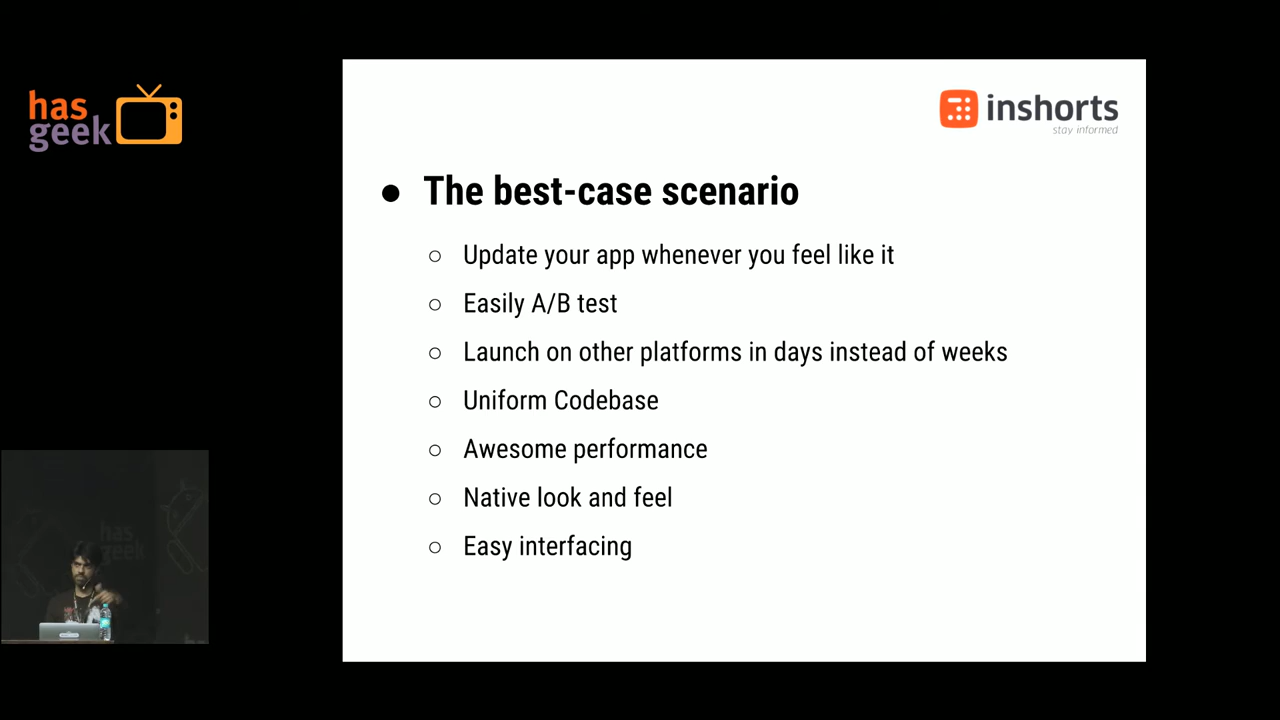 has
geek
inshorts
stay informed
● The best-case scenario
○ Update your app whenever you feel like it
○ Easily A/B test
○ Launch on other platforms in days instead of weeks
○ Uniform Codebase
○ Awesome performance
○ Native look and feel
○ Easy interfacing
has
geek